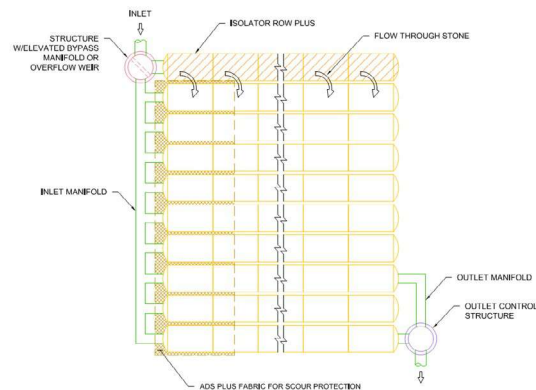 INLET
ISOLATOR ROW PLUS
STRUCTURE
W/ELEVATED BYPASS
MANIFOLD OR
OVERFLOW WEIR
FLOW THROUGH STONE
INLET MANIFOLD
OUTLET MANIFOLD
OUTLET CONTROL
STRUCTURE
ADS PLUS FABRIC FOR SCOUR PROTECTION